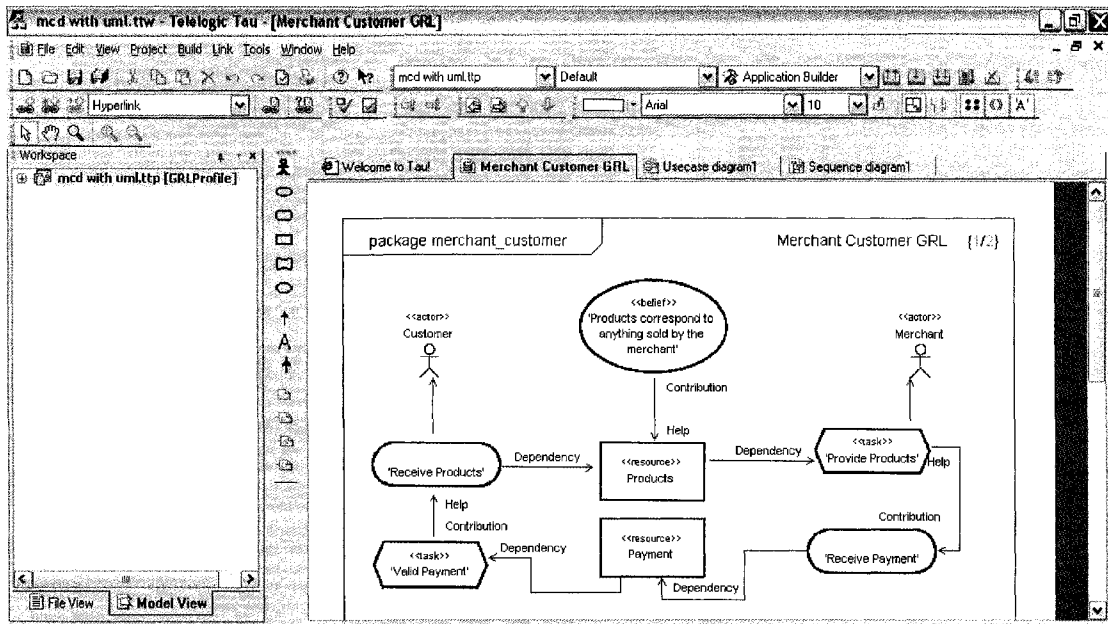 mcd with uml.ttw - Telelogic Tau - [Merchant Customer GRL]
File Edit View Project Build Link Tools Window Help
mcd with uml.ttp Default Application Builder
Hyperlink Arial 10
Workspace
mcd with uml.ttp [GRLProfile]
File View Model View
Welcome to Tau! Merchant Customer GRL Usecase diagram1 Sequence diagram1
package merchant_customer
Merchant Customer GRL {1/2}
<<actor>>
Customer
<<belief>>
'Products correspond to
anything sold by the
merchant'
<<actor>>
Merchant
Contribution
Help
'Receive Products'
Dependency
<<resource>>
Products
Dependency
<<task>>
'Provide Products'
Help
Help
Contribution
Contribution
<<task>>
'Valid Payment'
Dependency
<<resource>>
Payment
Dependency
'Receive Payment'